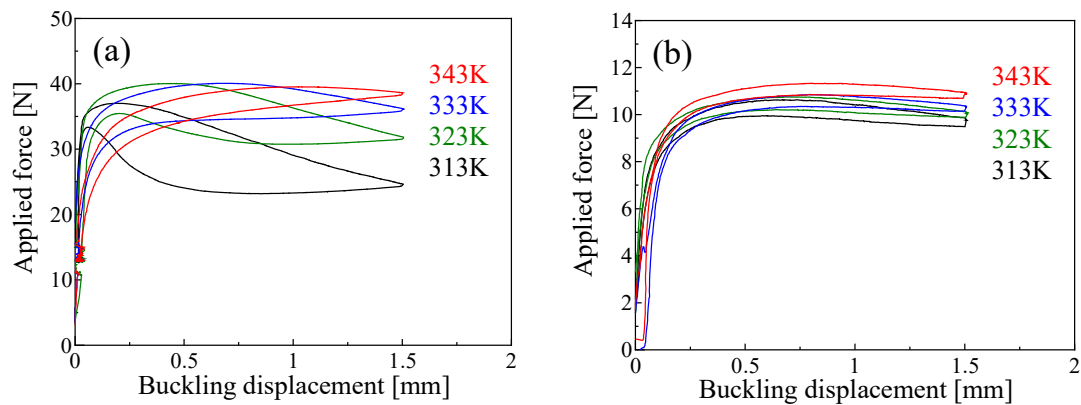 (a)
50
40
30
20
10
0
343K
333K
323K
313K
Applied force [N]
0
0.5
1
1.5
2
Buckling displacement [mm]
(b)
14
12
10
8
6
4
2
0
343K
333K
323K
313K
Applied force [N]
0
0.5
1
1.5
2
Buckling displacement [mm]